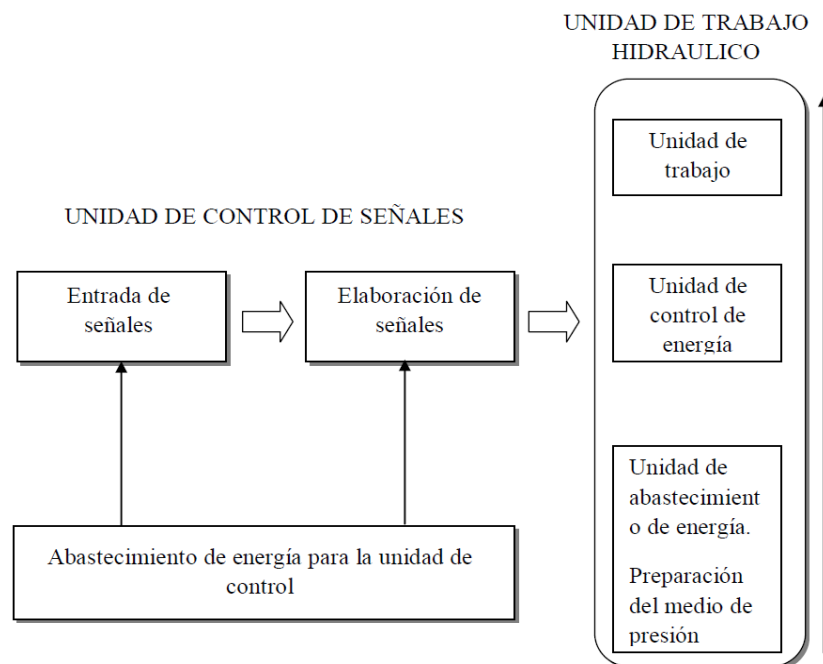 UNIDAD DE TRABAJO
HIDRAULICO
Unidad de
trabajo
UNIDAD DE CONTROL DE SEÑALES
Entrada de
señales
Elaboración de
señales
Unidad de
control de
energía
Unidad de
abastecimient
o de energía.
Preparación
del medio de
presión
Abastecimiento de energía para la unidad de
control